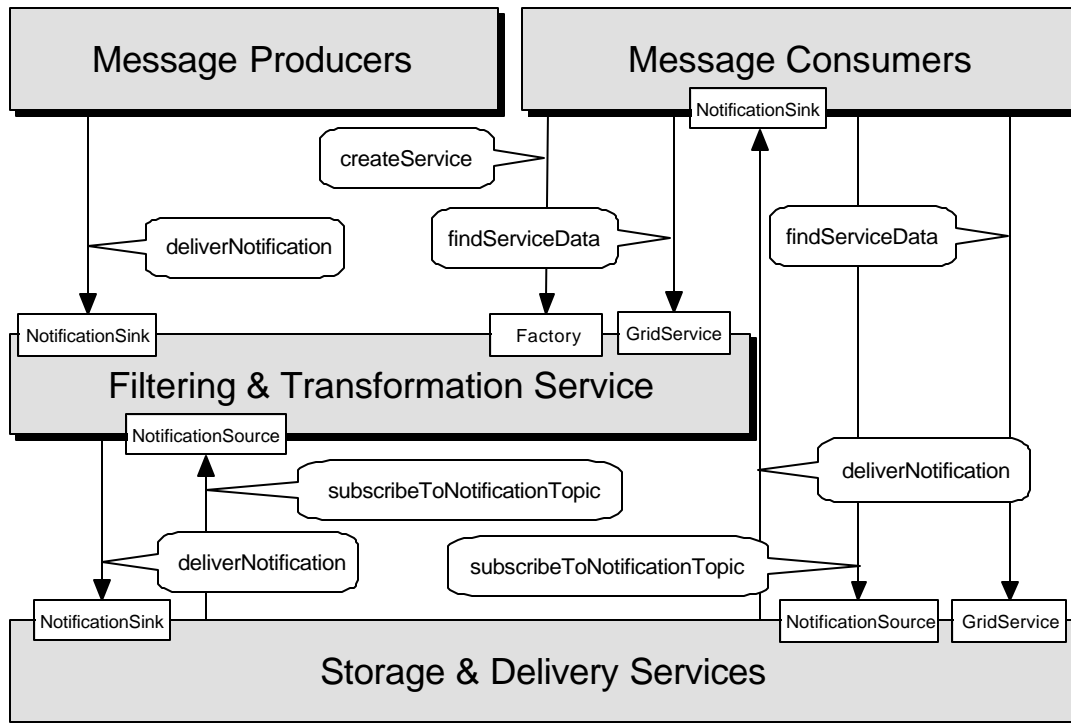 Message Producers
Message Consumers
NotificationSink
createService
deliverNotification
findServiceData
findServiceData
NotificationSink
Factory
GridService
Filtering & Transformation Service
NotificationSource
deliverNotification
subscribeToNotificationTopic
deliverNotification
subscribeToNotificationTopic
NotificationSink
NotificationSource
GridService
Storage & Delivery Services